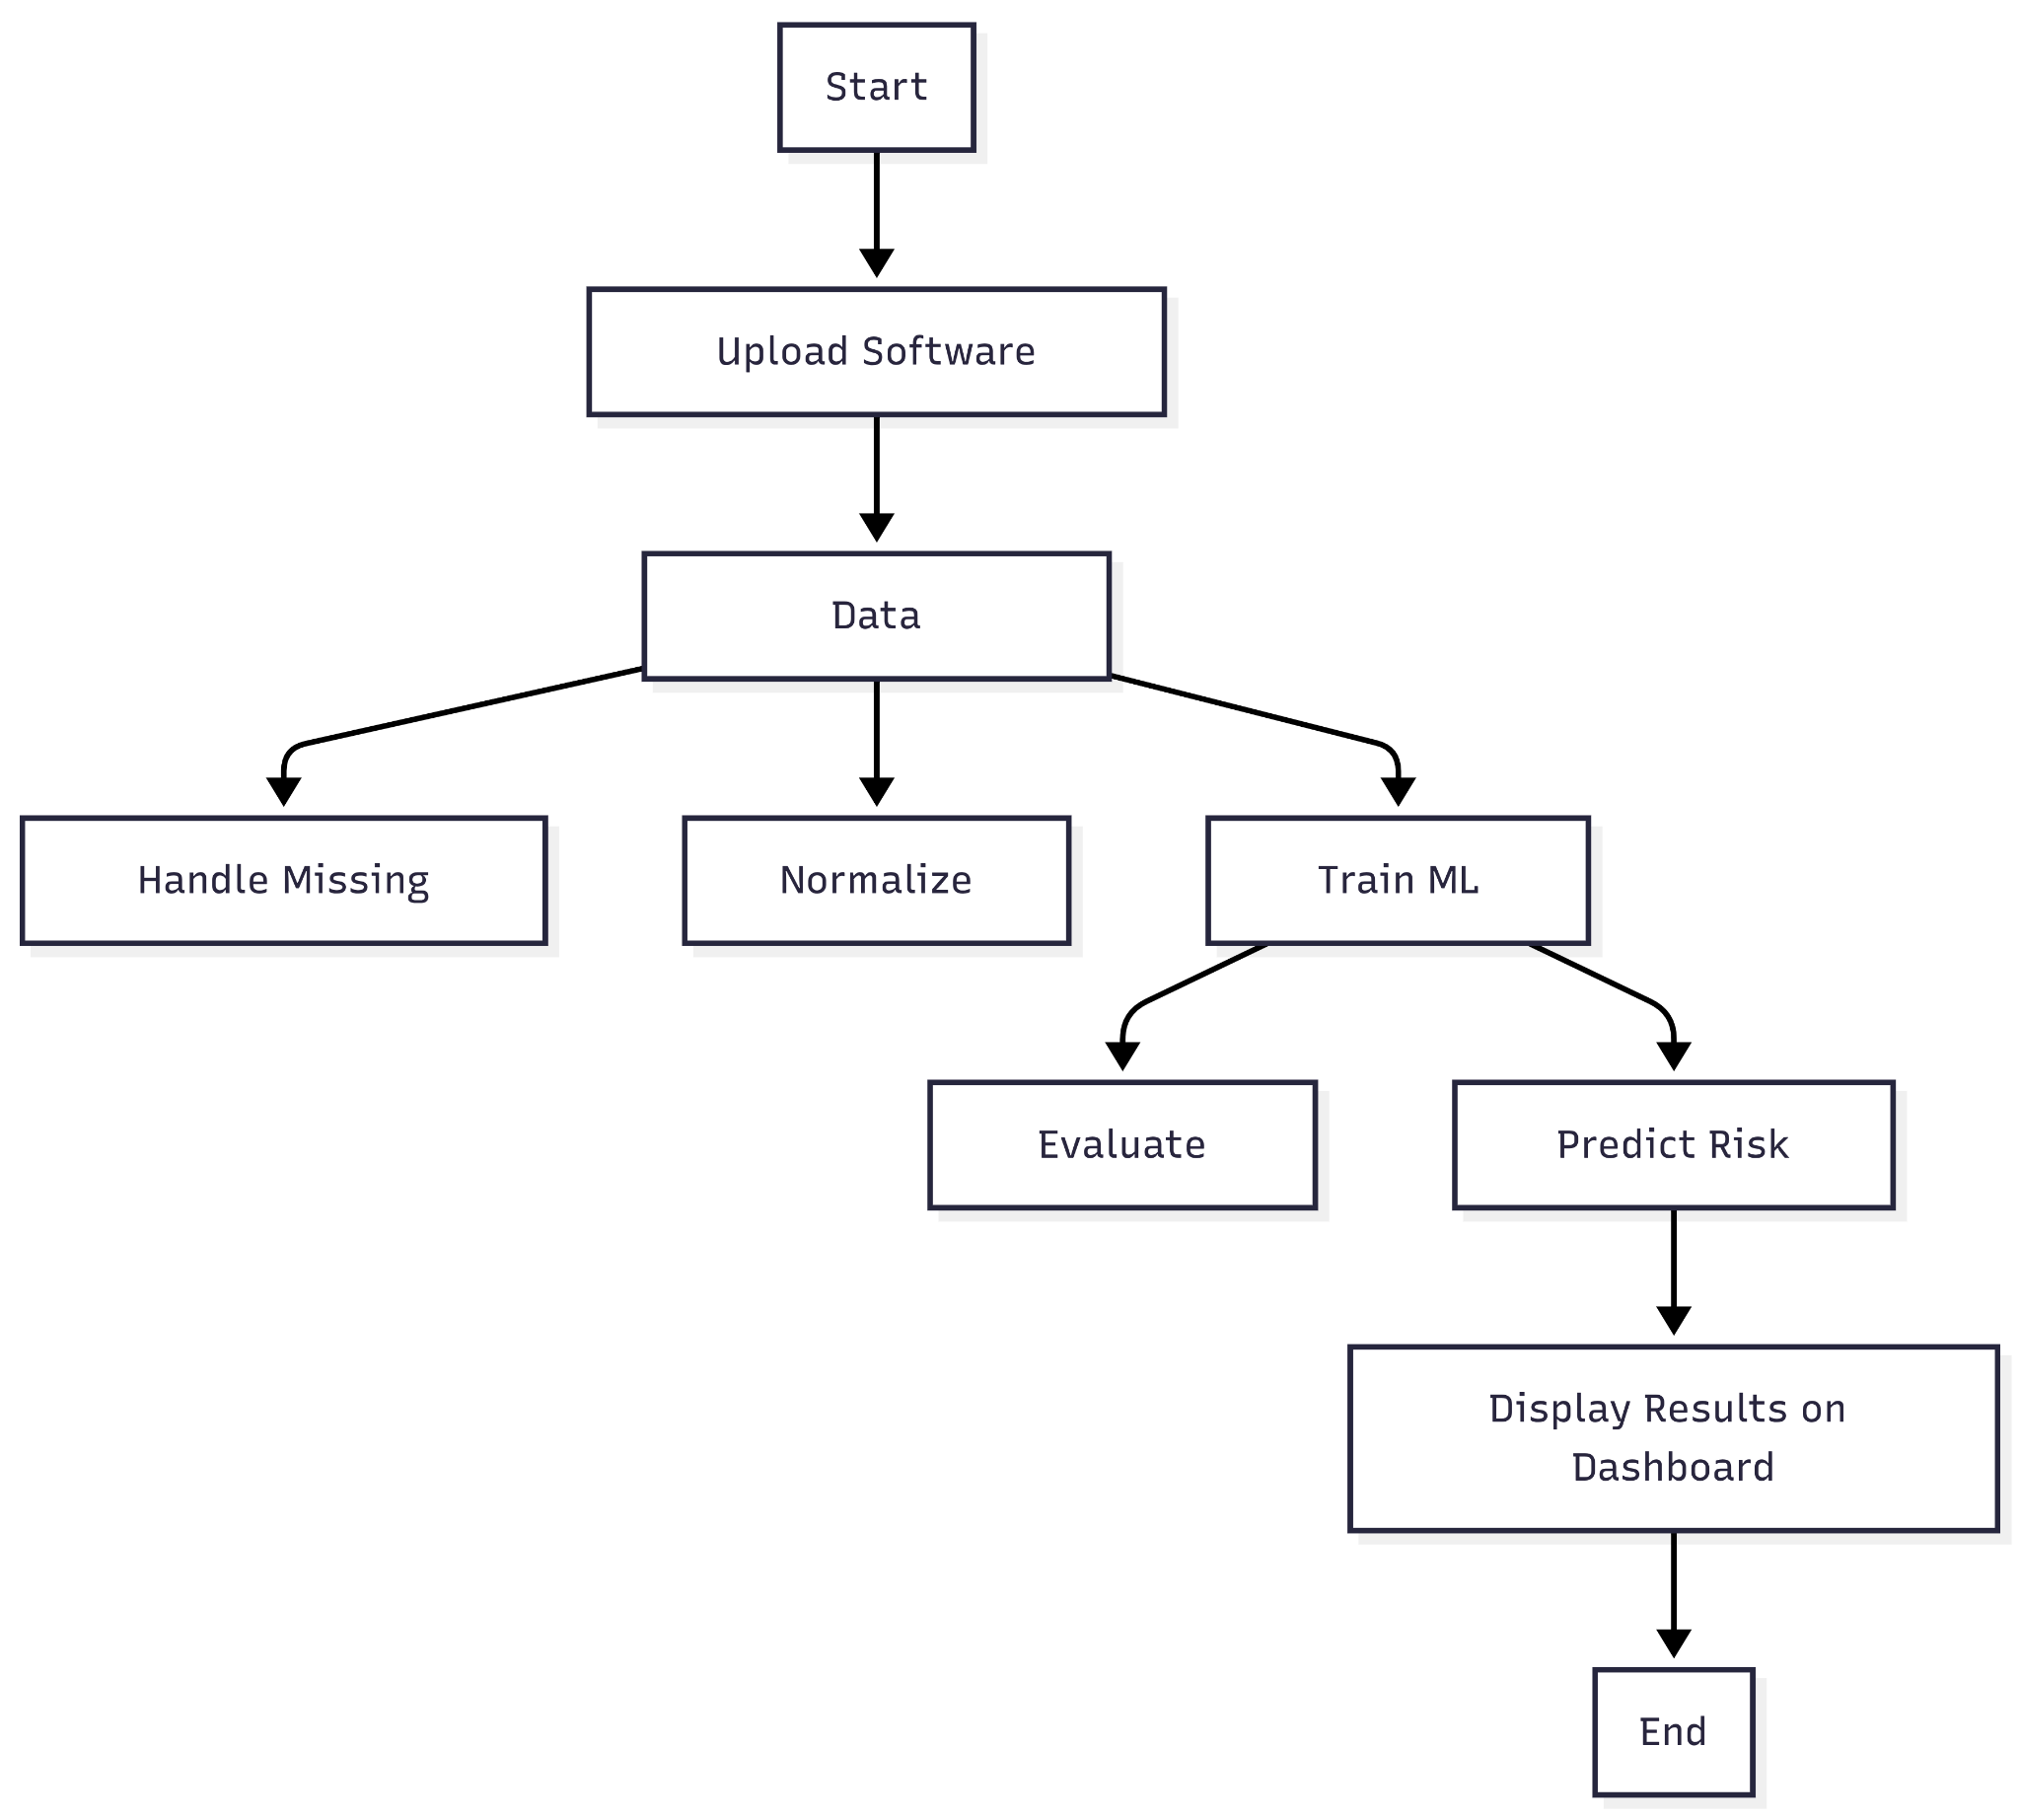 Start
Upload Software
Data
Handle Missing
Normalize
Train ML
Evaluate
Predict Risk
Display Results on
Dashboard
End